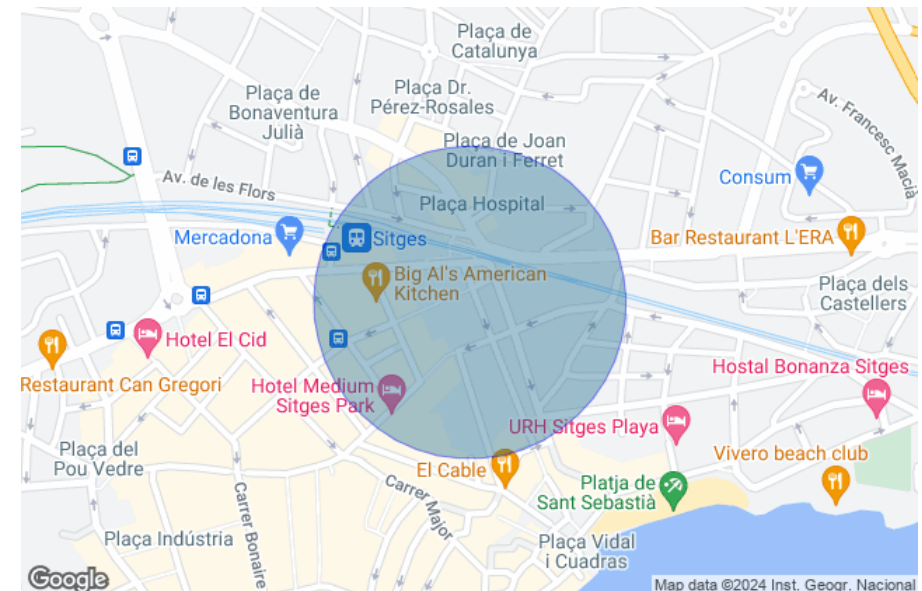 Plaça de
Catalunya
Plaça Dr.
Pérez-Rosales
Plaça de
Bonaventura
Julià
Av. Francesc Macià
Plaça de Joan
Duran i Ferret
Consum
Av. de les Flors
Plaça Hospital
Mercadona
Sitges
Bar Restaurant L'ERA
Big Al's American
Kitchen
Plaça dels
Castellers
Hotel El Cid
Hostal Bonanza Sitges
Restaurant Can Gregori
Hotel Medium
Sitges Park
URH Sitges Playa
Plaça del
Pou Vedre
El Cable
Vivero beach club
Platja de
Sant Sebastià
Carrer Major
Carrer Bonaire
Plaça Indústria
Plaça Vidal
i Cuadras
Google
Map data ©2024 Inst. Geogr. Nacional